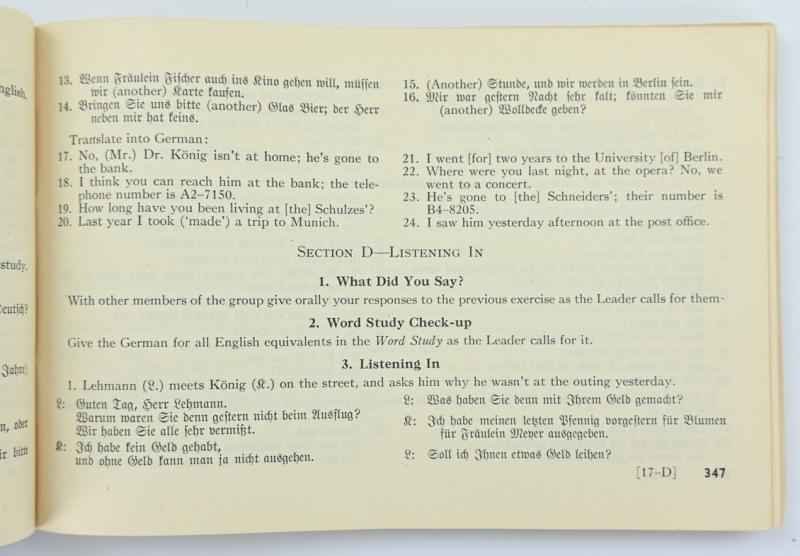 nglish.
study.
Deutsch?
Jahre)
n, oder
ir bitte
13. Wenn Fräulein Fischer auch ins Kino gehen will, müssen
wir (another) Karte kaufen.
14. Bringen Sie uns bitte (another) Glas Bier; der Herr
neben mir hat keins.
15. (Another) Stunde, und wir werden in Berlin sein.
16. Mir war gestern Nacht sehr kalt; könnten Sie mir
(another) Wolldecke geben?
Translate into German:
17. No, (Mr.) Dr. König isn't at home; he's gone to
the bank.
18. I think you can reach him at the bank; the tele-
phone number is A2–7150.
19. How long have you been living at [the] Schulzes'?
20. Last year I took ('made') a trip to Munich.
21. I went [for] two years to the University [of] Berlin.
22. Where were you last night, at the opera? No, we
went to a concert.
23. He's gone to [the] Schneiders'; their number is
B4–8205.
24. I saw him yesterday afternoon at the post office.
Section D—Listening In
1. What Did You Say?
With other members of the group give orally your responses to the previous exercise as the Leader calls for them.
2. Word Study Check-up
Give the German for all English equivalents in the Word Study as the Leader calls for it.
3. Listening In
1. Lehmann (L.) meets König (K.) on the street, and asks him why he wasn't at the outing yesterday.
L: Guten Tag, Herr Lehmann.
Warum waren Sie denn gestern nicht beim Ausflug?
Wir haben Sie alle sehr vermißt.
K: Ich habe kein Geld gehabt,
und ohne Geld kann man ja nicht ausgehen.
L: Was haben Sie denn mit Ihrem Geld gemacht?
K: Ich habe meinen letzten Pfennig vorgestern für Blumen
für Fräulein Meyer ausgegeben.
L: Soll ich Ihnen etwas Geld leihen?
[17–D] 347